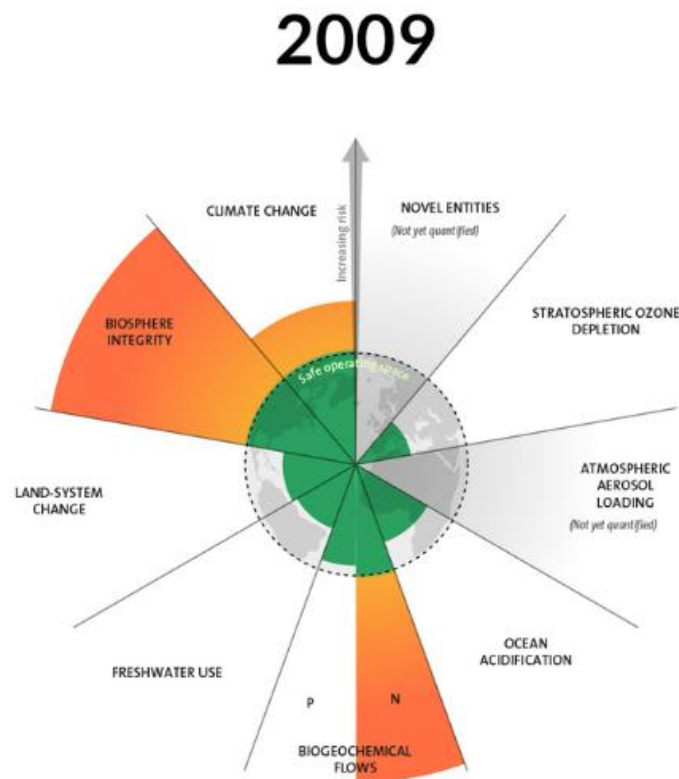 2009
CLIMATE CHANGE
NOVEL ENTITIES
(Not yet quantified)
Increasing risk
BIOSPHERE
INTEGRITY
STRATOSPHERIC OZONE
DEPLETION
Safe operating space
LAND-SYSTEM
CHANGE
ATMOSPHERIC
AEROSOL
LOADING
(Not yet quantified)
FRESHWATER USE
OCEAN
ACIDIFICATION
P
N
BIOGEOCHEMICAL
FLOWS